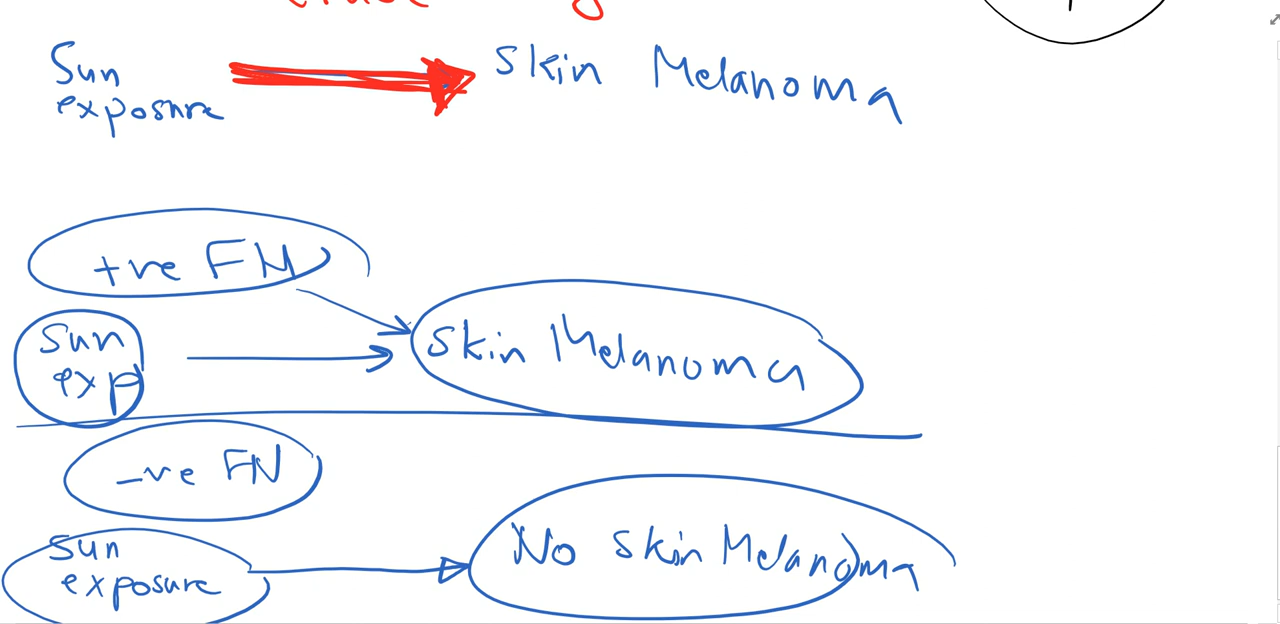 Sun
exposure
Skin Melanoma
+ve FH
Sun
exp
Skin Melanoma
-ve FH
Sun
exposure
No Skin Melanoma